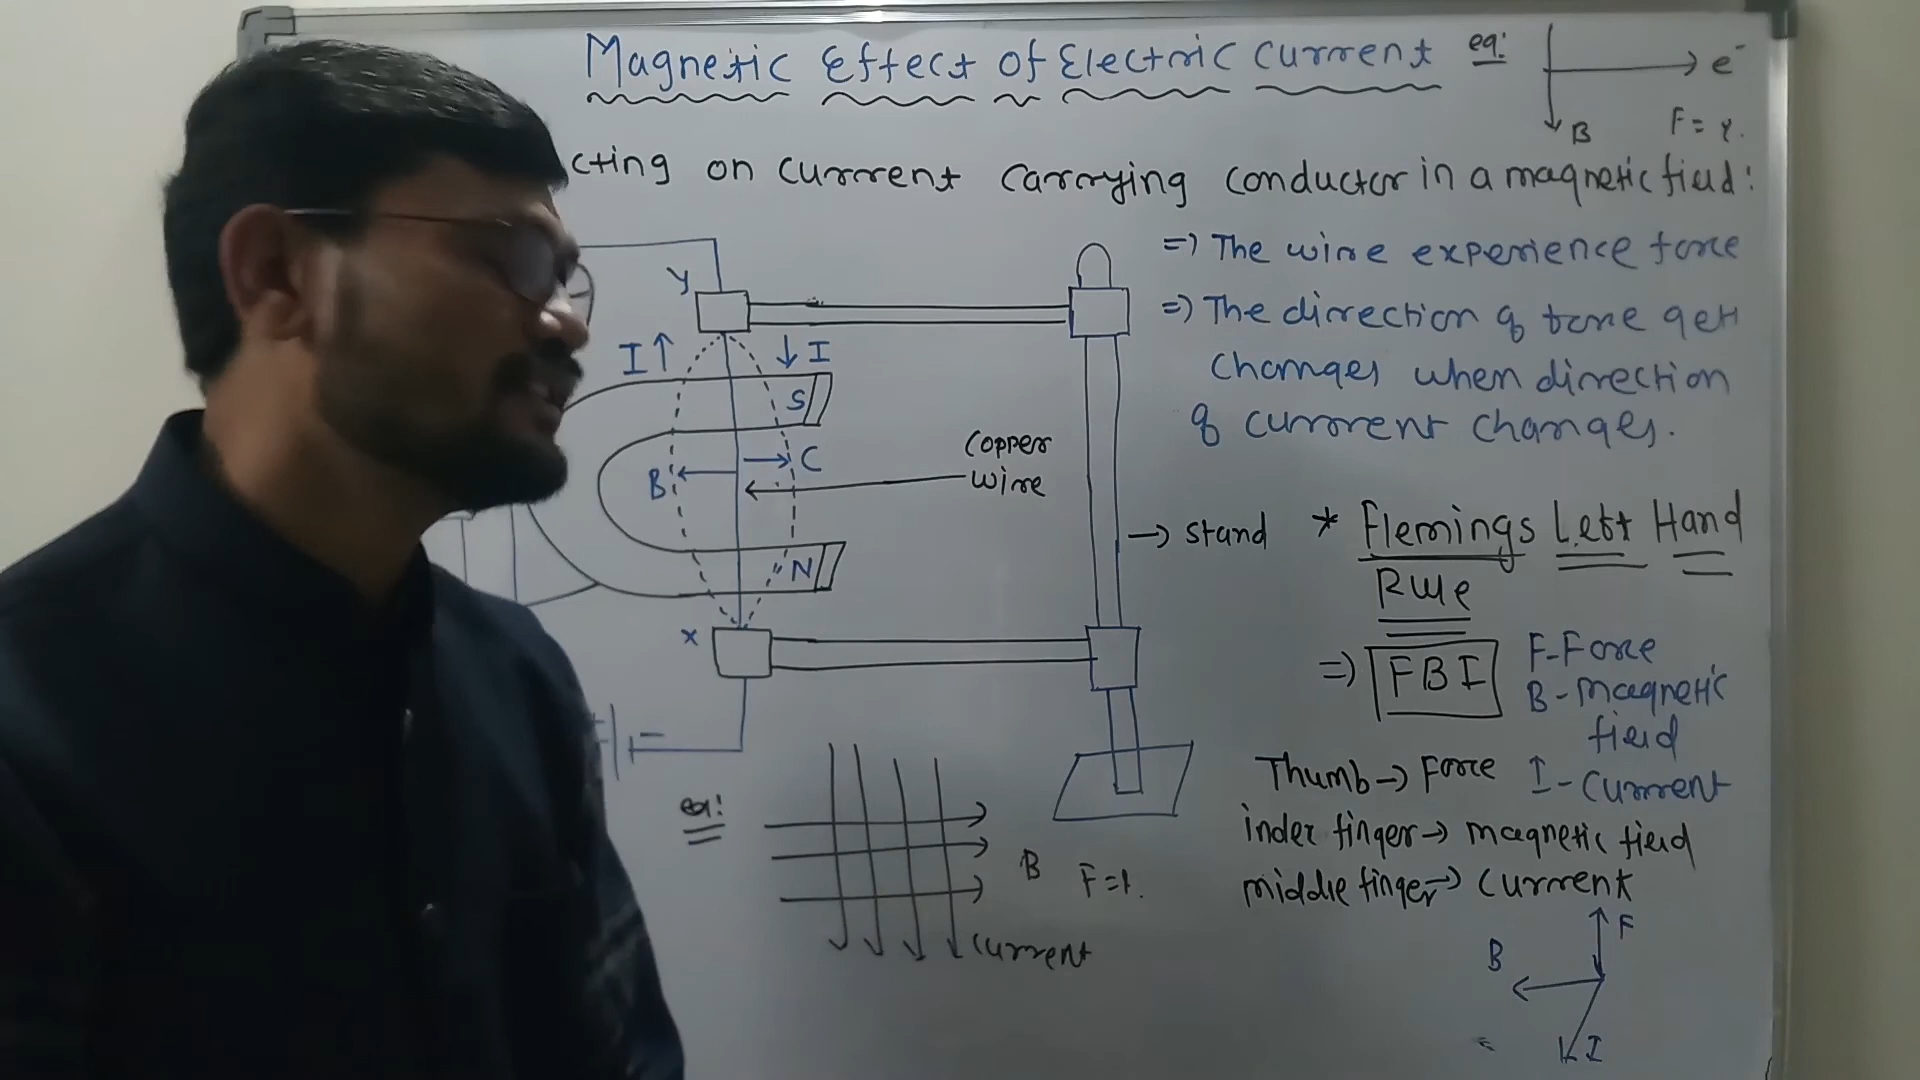 Magnetic Effect of Electric Current
eg:
e-
B
F = ?.
cting on current carrying conductor in a magnetic field:
=) The wire experience force
=) The direction of force get
changes when direction
of current changes.
Y
I ↑ ↓ I
S
B C
Copper
wire
N
X
-
→ stand
* Flemings Left Hand
Rule
=) FBI
F-Force
B-Magnetic
field
I-Current
Thumb → Force
index finger → magnetic field
middle finger → current
eg:
B F=?.
current
F
B
I